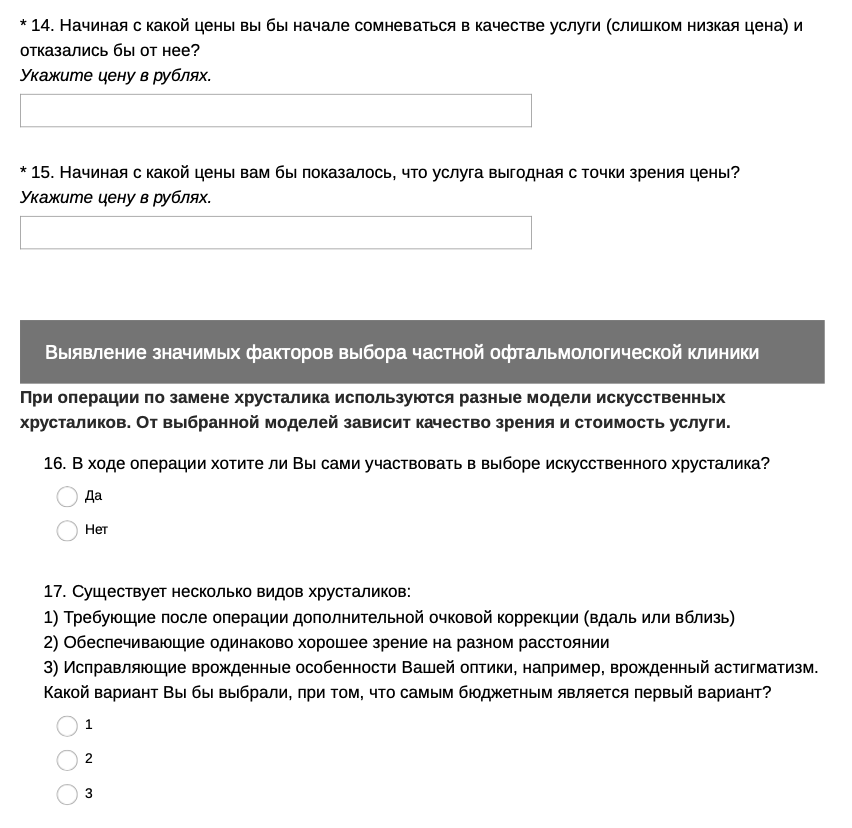 * 14. Начиная с какой цены вы бы начале сомневаться в качестве услуги (слишком низкая цена) и
отказались бы от нее?
Укажите цену в рублях.
* 15. Начиная с какой цены вам бы показалось, что услуга выгодная с точки зрения цены?
Укажите цену в рублях.
Выявление значимых факторов выбора частной офтальмологической клиники
При операции по замене хрусталика используются разные модели искусственных
хрусталиков. От выбранной моделей зависит качество зрения и стоимость услуги.
16. В ходе операции хотите ли Вы сами участвовать в выборе искусственного хрусталика?
Да
Нет
17. Существует несколько видов хрусталиков:
1) Требующие после операции дополнительной очковой коррекции (вдаль или вблизь)
2) Обеспечивающие одинаково хорошее зрение на разном расстоянии
3) Исправляющие врожденные особенности Вашей оптики, например, врожденный астигматизм.
Какой вариант Вы бы выбрали, при том, что самым бюджетным является первый вариант?
1
2
3